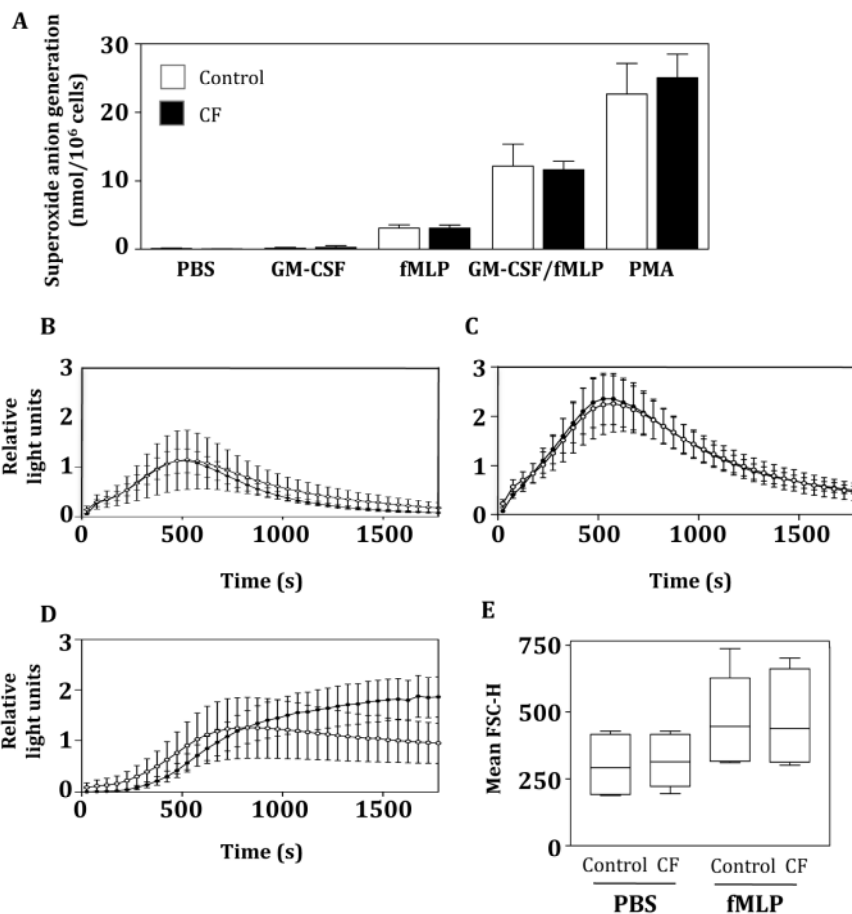 A
Superoxide anion generation
(nmol/10⁶ cells)
30
20
10
0
Control
CF
PBS
GM-CSF
fMLP
GM-CSF/fMLP
PMA
B
Relative
light units
3
2
1
0
0
500
1000
1500
Time (s)
C
3
2
1
0
0
500
1000
1500
Time (s)
D
Relative
light units
3
2
1
0
0
500
1000
1500
Time (s)
E
Mean FSC-H
750
500
250
0
Control CF
Control CF
PBS
fMLP